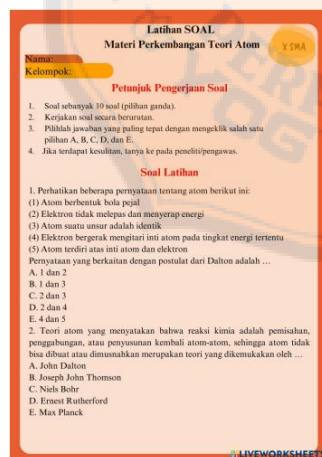 Latihan SOAL
Materi Perkembangan Teori Atom
X SMA
Nama:
Kelompok:
Petunjuk Pengerjaan Soal
1. Soal sebanyak 10 soal (pilihan ganda).
2. Kerjakan soal secara berurutan.
3. Pilihlah jawaban yang paling tepat dengan mengeklik salah satu
pilihan A, B, C, D, dan E.
4. Jika terdapat kesulitan, tanya ke pada peneliti/pengawas.
Soal Latihan
1. Perhatikan beberapa pernyataan tentang atom berikut ini:
(1) Atom berbentuk bola pejal
(2) Elektron tidak melepas dan menyerap energi
(3) Atom suatu unsur adalah identik
(4) Elektron bergerak mengitari inti atom pada tingkat energi tertentu
(5) Atom terdiri atas inti atom dan elektron
Pernyataan yang berkaitan dengan postulat dari Dalton adalah …
A. 1 dan 2
B. 1 dan 3
C. 2 dan 3
D. 2 dan 4
E. 4 dan 5
2. Teori atom yang menyatakan bahwa reaksi kimia adalah pemisahan,
penggabungan, atau penyusunan kembali atom-atom, sehingga atom tidak
bisa dibuat atau dimusnahkan merupakan teori yang dikemukakan oleh …
A. John Dalton
B. Joseph John Thomson
C. Niels Bohr
D. Ernest Rutherford
E. Max Planck
LIVEWORKSHEETS